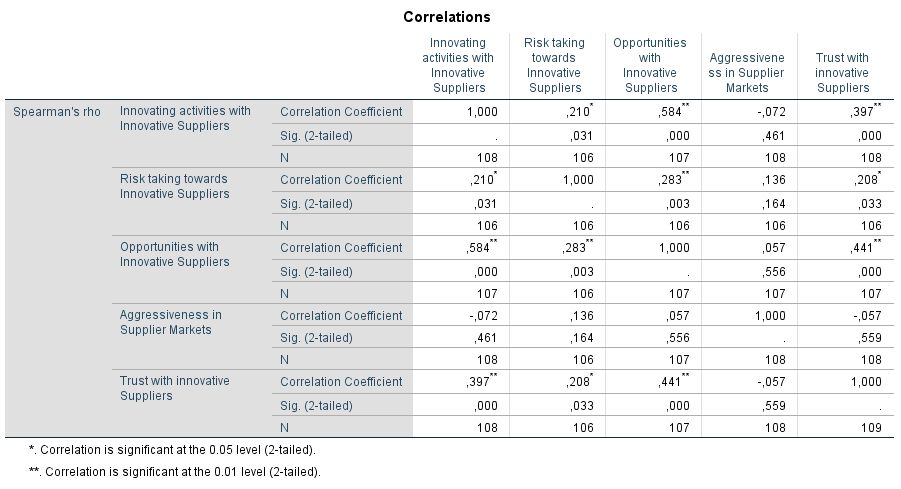 Correlations
Innovating activities with Innovative Suppliers Risk taking towards Innovative Suppliers Opportunities with Innovative Suppliers Aggressivene ss in Supplier Markets Trust with innovative Suppliers
Spearman's rho Innovating activities with Innovative Suppliers Correlation Coefficient 1,000 ,210* ,584** -,072 ,397**
Sig. (2-tailed) . ,031 ,000 ,461 ,000
N 108 106 107 108 108
Risk taking towards Innovative Suppliers Correlation Coefficient ,210* 1,000 ,283** ,136 ,208*
Sig. (2-tailed) ,031 . ,003 ,164 ,033
N 106 106 106 106 106
Opportunities with Innovative Suppliers Correlation Coefficient ,584** ,283** 1,000 ,057 ,441**
Sig. (2-tailed) ,000 ,003 . ,556 ,000
N 107 106 107 107 107
Aggressiveness in Supplier Markets Correlation Coefficient -,072 ,136 ,057 1,000 -,057
Sig. (2-tailed) ,461 ,164 ,556 . ,559
N 108 106 107 108 108
Trust with innovative Suppliers Correlation Coefficient ,397** ,208* ,441** -,057 1,000
Sig. (2-tailed) ,000 ,033 ,000 ,559 .
N 108 106 107 108 109
*. Correlation is significant at the 0.05 level (2-tailed).
**. Correlation is significant at the 0.01 level (2-tailed).